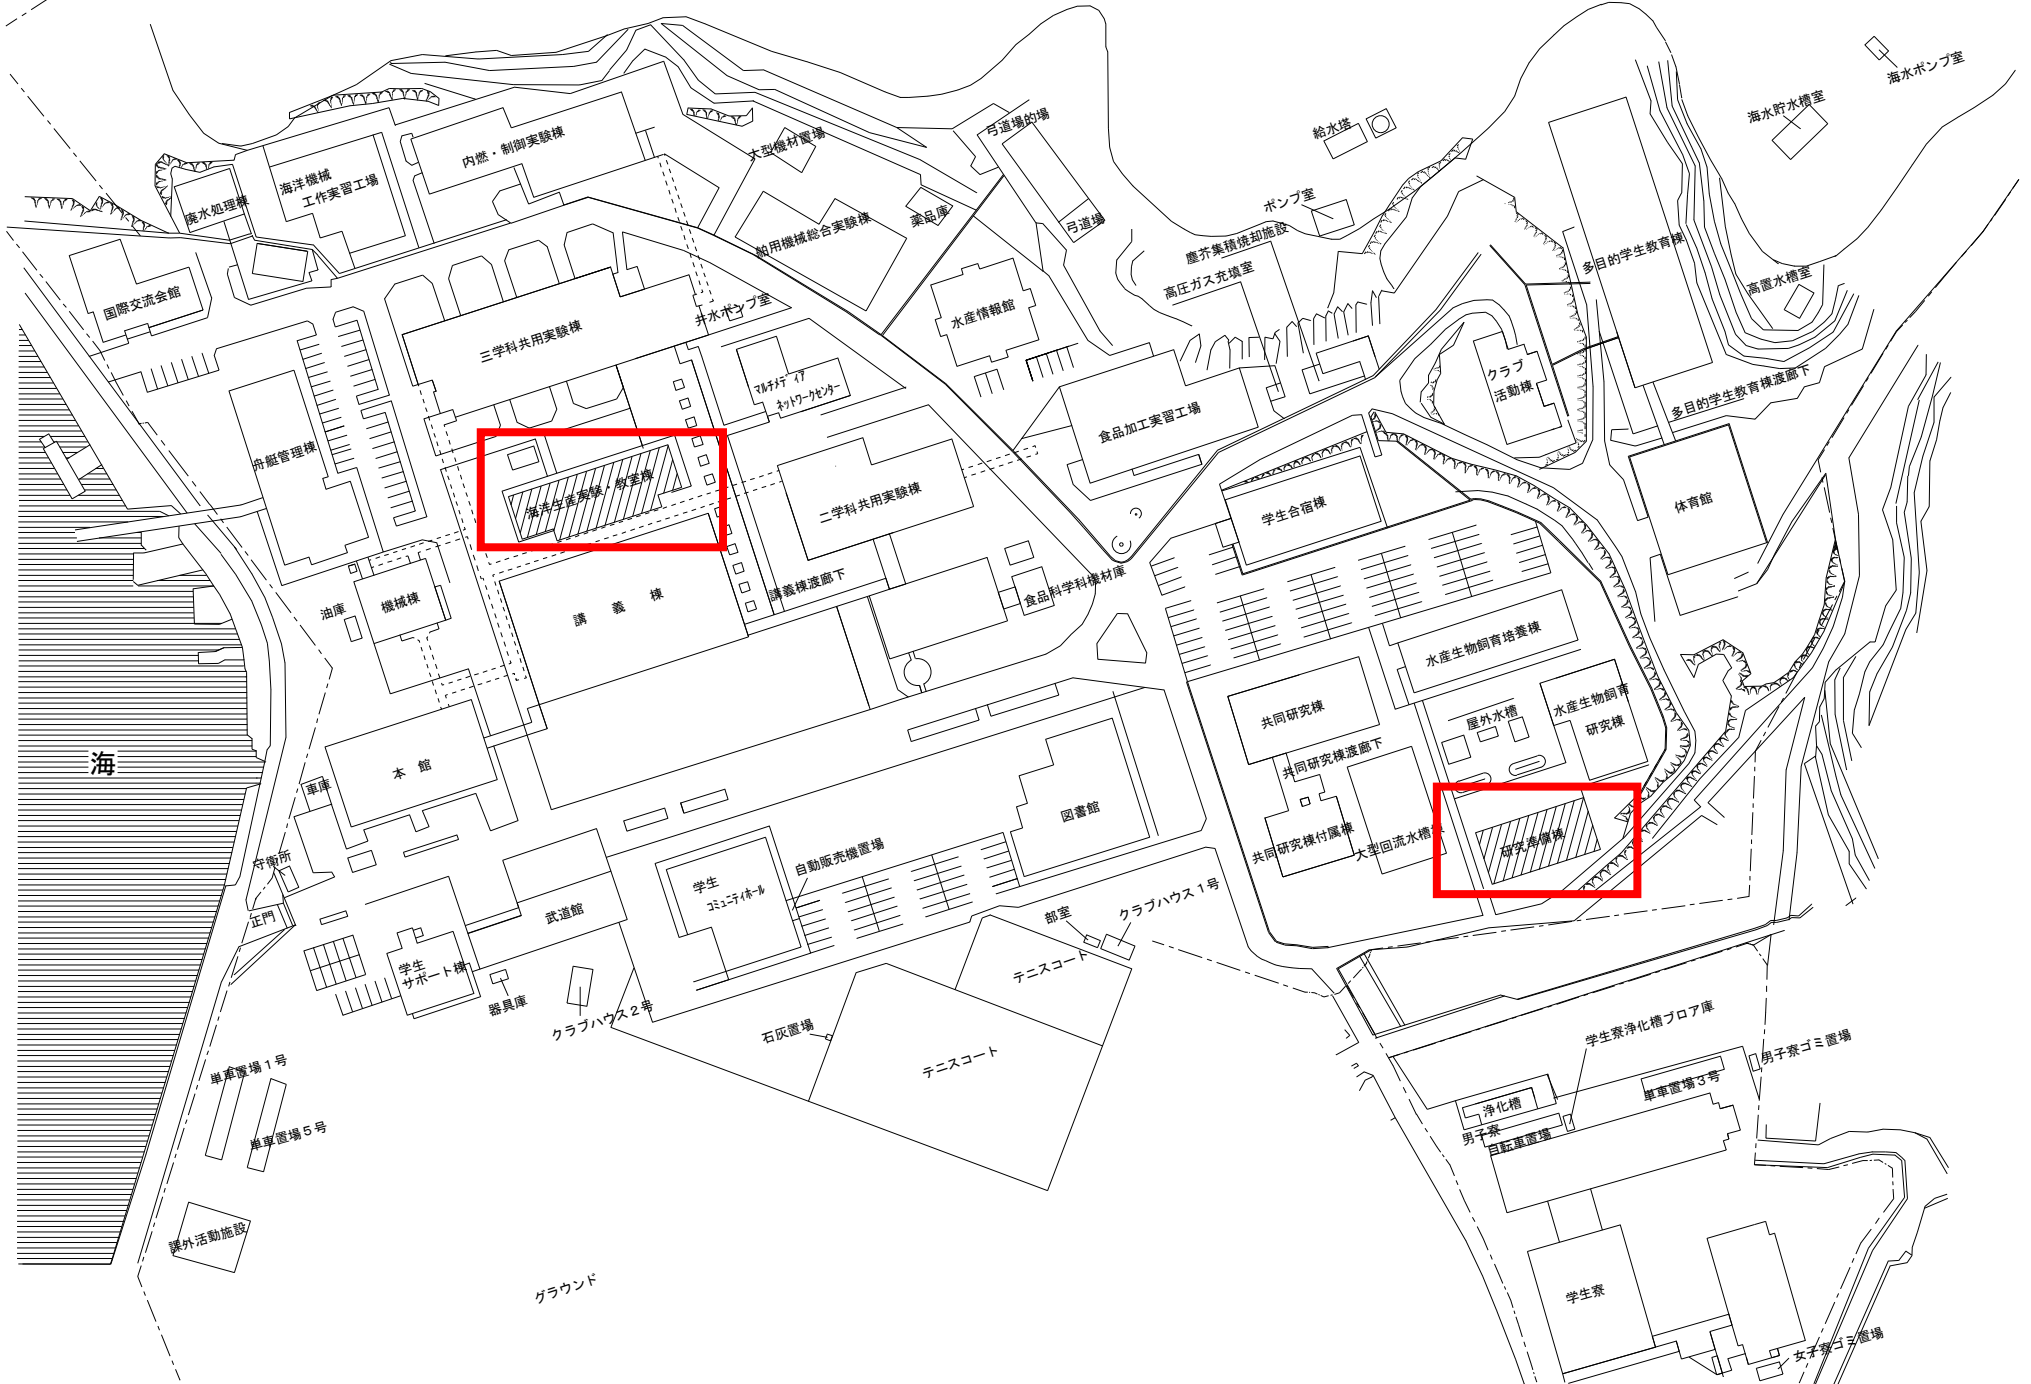 海水ポンプ室
海水貯水槽室
弓道場的場
給水塔
内燃・制御実験棟
大型機材置場
海洋機械
工作実習工場
廃水処理棟
薬品庫
弓道場
ポンプ室
舶用機械総合実験棟
塵芥集積焼却施設
多目的学生教育棟
高圧ガス充填室
高置水槽室
国際交流会館
井水ポンプ室
水産情報館
三学科共用実験棟
マルチメディア
ネットワークセンター
クラブ
活動棟
多目的学生教育棟渡廊下
食品加工実習工場
舟艇管理棟
海洋生産実験・教室棟
二学科共用実験棟
学生合宿棟
体育館
油庫
機械棟
講義棟
講義棟渡廊下
食品科学科機材庫
水産生物飼育培養棟
共同研究棟
屋外水槽
水産生物飼育
研究棟
海
本館
車庫
共同研究棟渡廊下
図書館
共同研究棟付属棟
大型回流水槽棟
研究準備棟
守衛所
自動販売機置場
学生
コミュニティホール
正門
武道館
部室
クラブハウス１号
学生
サポート棟
器具庫
クラブハウス２号
テニスコート
石灰置場
テニスコート
学生寮浄化槽ブロア庫
男子寮ゴミ置場
単車置場１号
単車置場３号
浄化槽
男子寮
自転車置場
単車置場５号
課外活動施設
グラウンド
学生寮
女子寮ゴミ置場